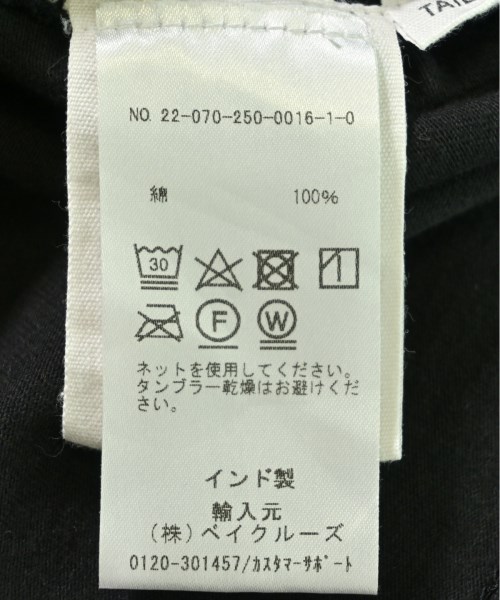 TAIL
NO. 22-070-250-0016-1-0
綿 100%
30
F W
ネットを使用してください。
タンブラー乾燥はお避けくだ
さい。
インド製
輸入元
(株)ベイクルーズ
0120-301457/ｶｽﾀﾏｰｻﾎﾟｰﾄ